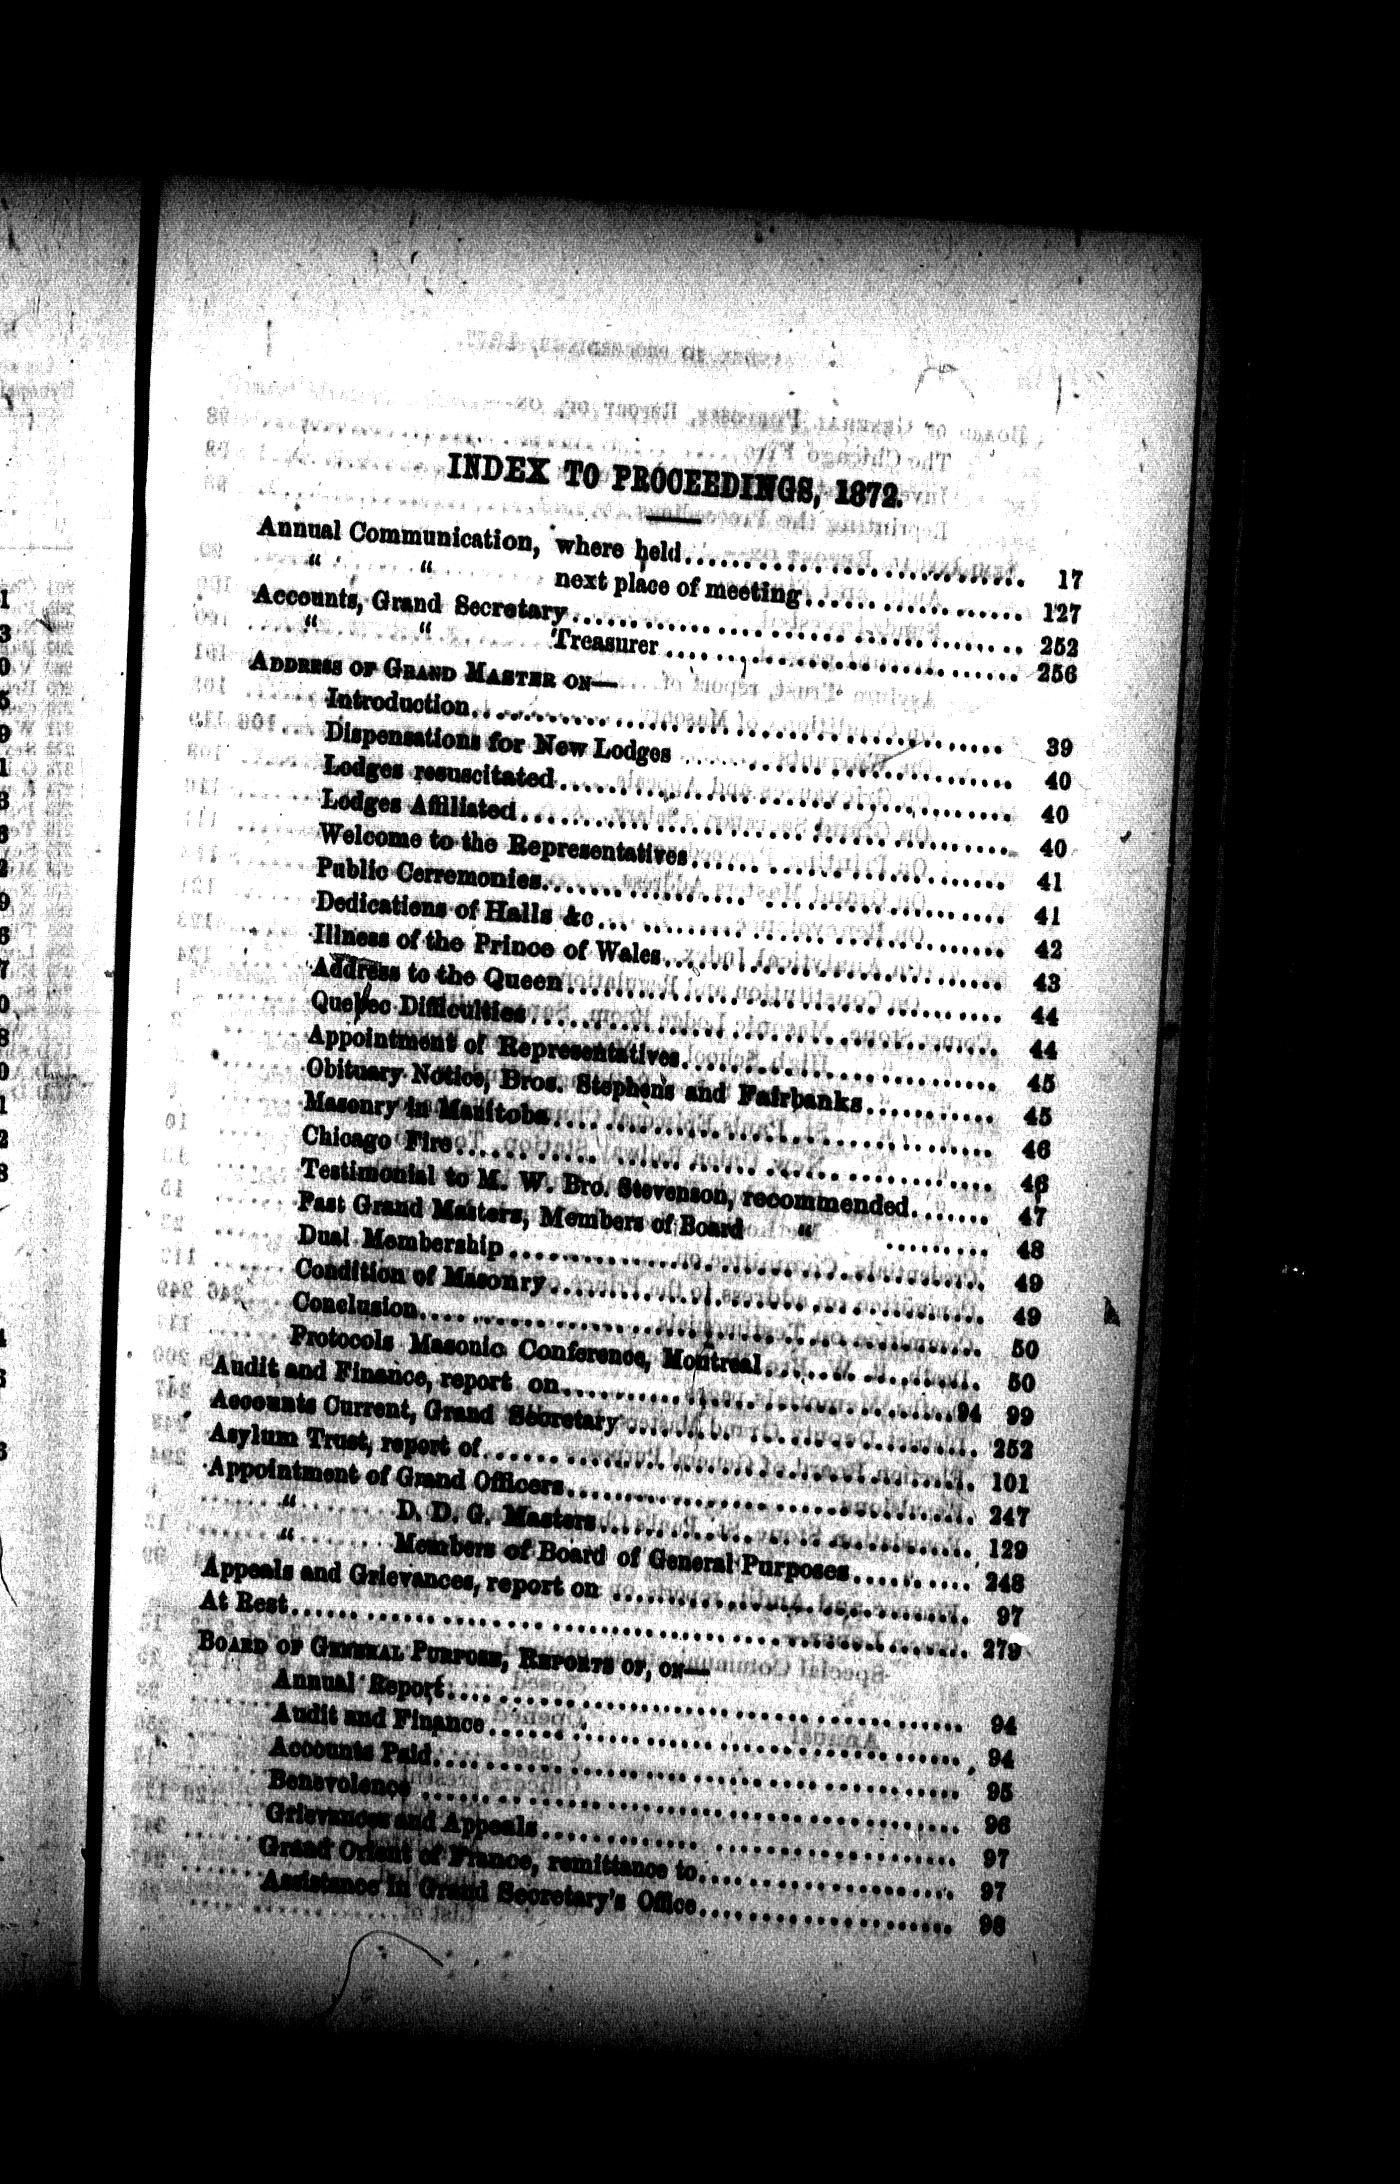 INDEX TO PROCEEDINGS, 1872.
Annual Communication, where held............................ 17
“ “ next place of meeting.................. 127
Accounts, Grand Secretary.............................. 252
“ “ Treasurer........................ 256
ADDRESS OF GRAND MASTER ON—
Introduction.................................. 39
Dispensations for New Lodges ...................... 40
Lodges resuscitated.............................. 40
Lodges Affiliated................................ 40
Welcome to the Representatives...................... 41
Public Cerremonies.............................. 41
Dedications of Halls &c........................... 42
Illness of the Prince of Wales....................... 43
Address to the Queen............................. 44
Quebec Difficulties............................... 44
Appointment of Representatives..................... 45
Obituary Notice, Bros. Stephens and Fairbanks........... 45
Masonry in Manitoba............................. 46
Chicago Fire................................... 46
Testimonial to M. W. Bro. Stevenson, recommended....... 47
Past Grand Masters, Members of Board “ ......... 48
Dual Membership................................ 49
Condition of Masonry............................. 49
Conclusion.................................... 50
Protocols Masonic Conference, Montreal............... 50
Audit and Finance, report on..........................94 99
Accounts Current, Grand Secretary........................ 252
Asylum Trust, report of................................ 101
Appointment of Grand Officers........................... 247
“ D. D. G. Masters........................ 129
“ Members of Board of General Purposes.......... 248
Appeals and Grievances, report on ........................ 97
At Rest............................................ 279
BOARD OF GENERAL PURPOSE, REPORTS OF, ON—
Annual Report.................................. 94
Audit and Finance............................... 94
Accounts Paid.................................. 95
Benevolence ................................... 96
Grievances and Appeals........................... 97
Grand Orient of France, remittance to................. 97
Assistance in Grand Secretary's Office................. 98